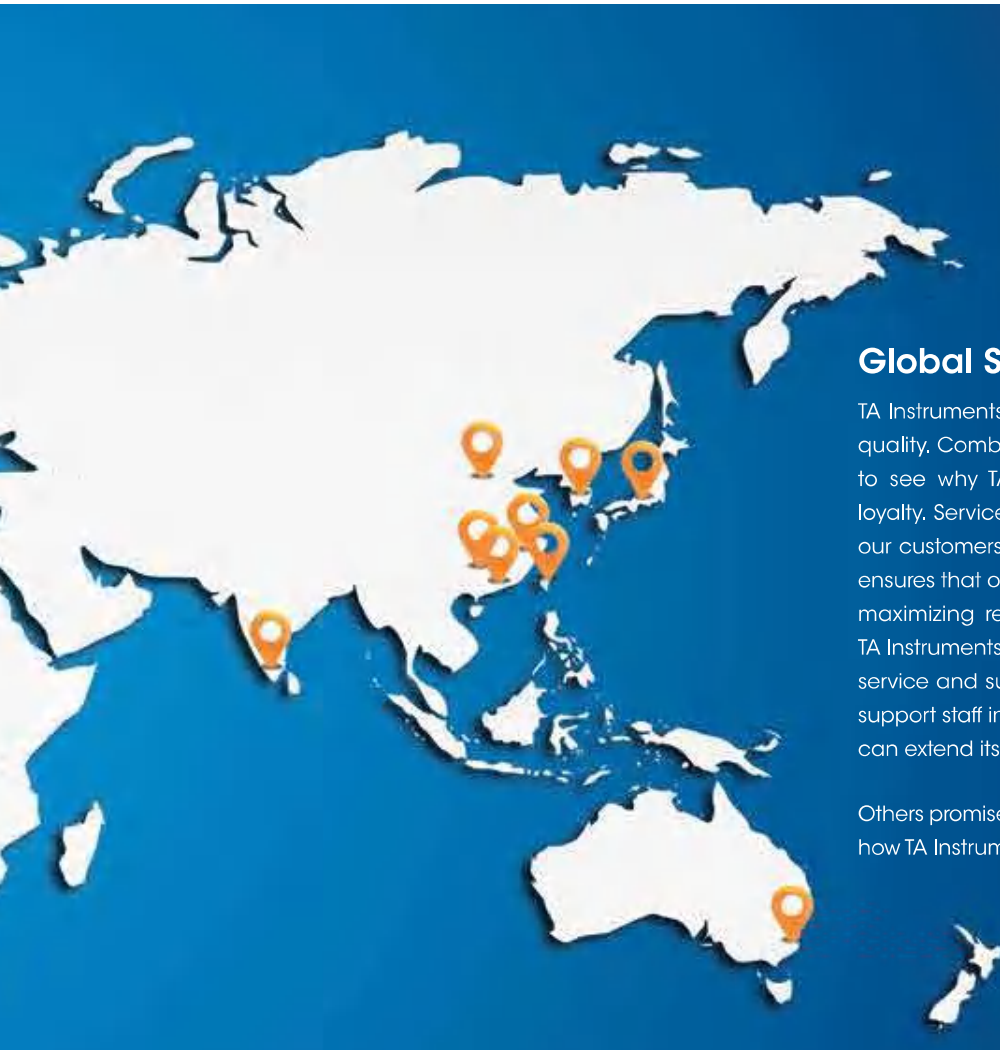 Global S
TA Instruments
quality. Comb
to see why TA
loyalty. Service
our customers
ensures that o
maximizing re
TA Instruments
service and su
support staff in
can extend its
Others promise
how TA Instrum